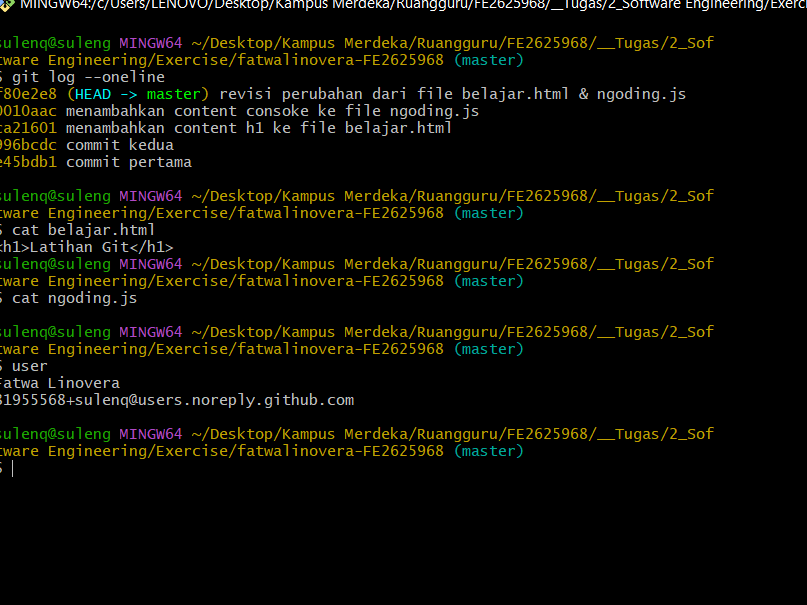 MINGW64:/c/Users/LENOVO/Desktop/Kampus Merdeka/Ruangguru/FE2625968/__Tugas/2_Software Engineering/Exerci
sulenq@suleng MINGW64 ~/Desktop/Kampus Merdeka/Ruangguru/FE2625968/__Tugas/2_Sof
tware Engineering/Exercise/fatwalinovera-FE2625968 (master)
$ git log --oneline
f80e2e8 (HEAD -> master) revisi perubahan dari file belajar.html & ngoding.js
0010aac menambahkan content consoke ke file ngoding.js
ca21601 menambahkan content h1 ke file belajar.html
996bcdc commit kedua
e45bdb1 commit pertama
sulenq@suleng MINGW64 ~/Desktop/Kampus Merdeka/Ruangguru/FE2625968/__Tugas/2_Sof
tware Engineering/Exercise/fatwalinovera-FE2625968 (master)
$ cat belajar.html
<h1>Latihan Git</h1>
sulenq@suleng MINGW64 ~/Desktop/Kampus Merdeka/Ruangguru/FE2625968/__Tugas/2_Sof
tware Engineering/Exercise/fatwalinovera-FE2625968 (master)
$ cat ngoding.js
sulenq@suleng MINGW64 ~/Desktop/Kampus Merdeka/Ruangguru/FE2625968/__Tugas/2_Sof
tware Engineering/Exercise/fatwalinovera-FE2625968 (master)
$ user
Fatwa Linovera
81955568+sulenq@users.noreply.github.com
sulenq@suleng MINGW64 ~/Desktop/Kampus Merdeka/Ruangguru/FE2625968/__Tugas/2_Sof
tware Engineering/Exercise/fatwalinovera-FE2625968 (master)
$